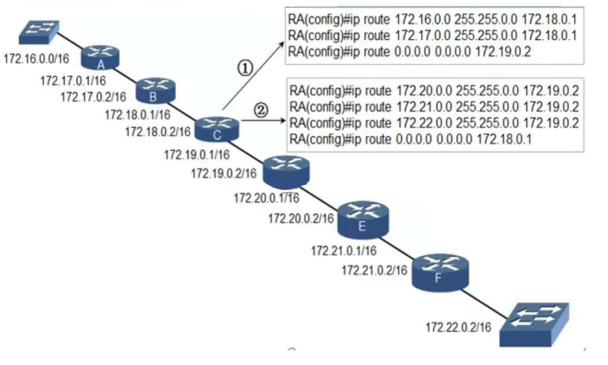 RA(config)#ip route 172.16.0.0 255.255.0.0 172.18.0.1
RA(config)#ip route 172.17.0.0 255.255.0.0 172.18.0.1
RA(config)#ip route 0.0.0.0 0.0.0.0 172.19.0.2
①
172.16.0.0/16
A
172.17.0.1/16
172.17.0.2/16
B
RA(config)#ip route 172.20.0.0 255.255.0.0 172.19.0.2
RA(config)#ip route 172.21.0.0 255.255.0.0 172.19.0.2
RA(config)#ip route 172.22.0.0 255.255.0.0 172.19.0.2
RA(config)#ip route 0.0.0.0 0.0.0.0 172.18.0.1
②
172.18.0.1/16
172.18.0.2/16
C
172.19.0.1/16
172.19.0.2/16
172.20.0.1/16
172.20.0.2/16
E
172.21.0.1/16
172.21.0.2/16
F
172.22.0.2/16